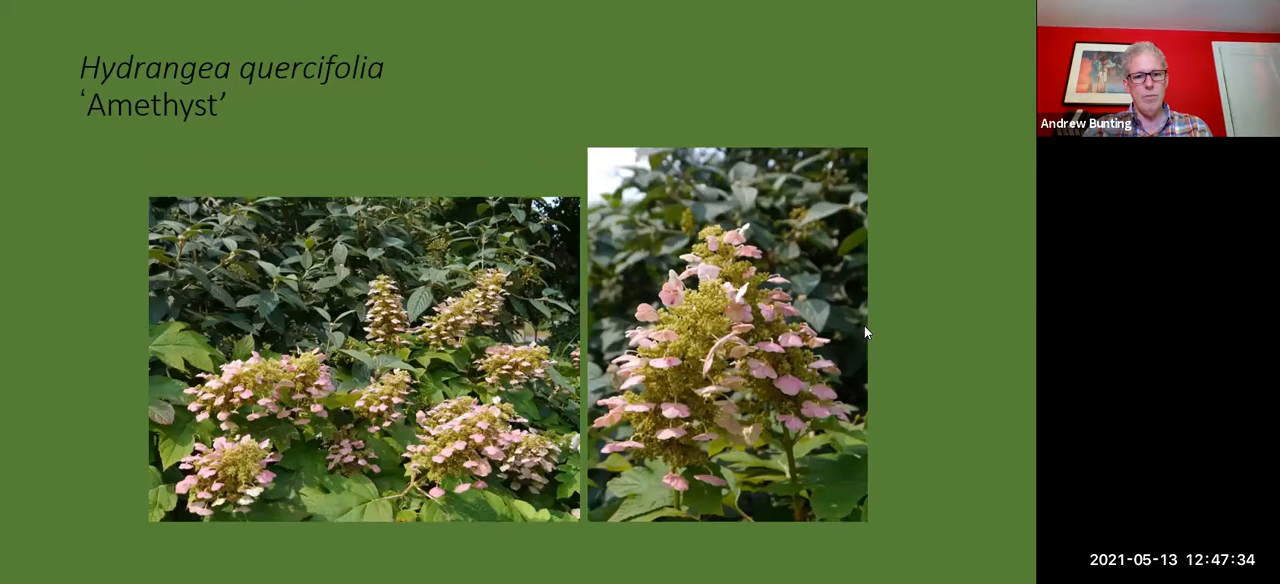 Hydrangea quercifolia
‘Amethyst’
Andrew Bunting
2021-05-13 12:47:34